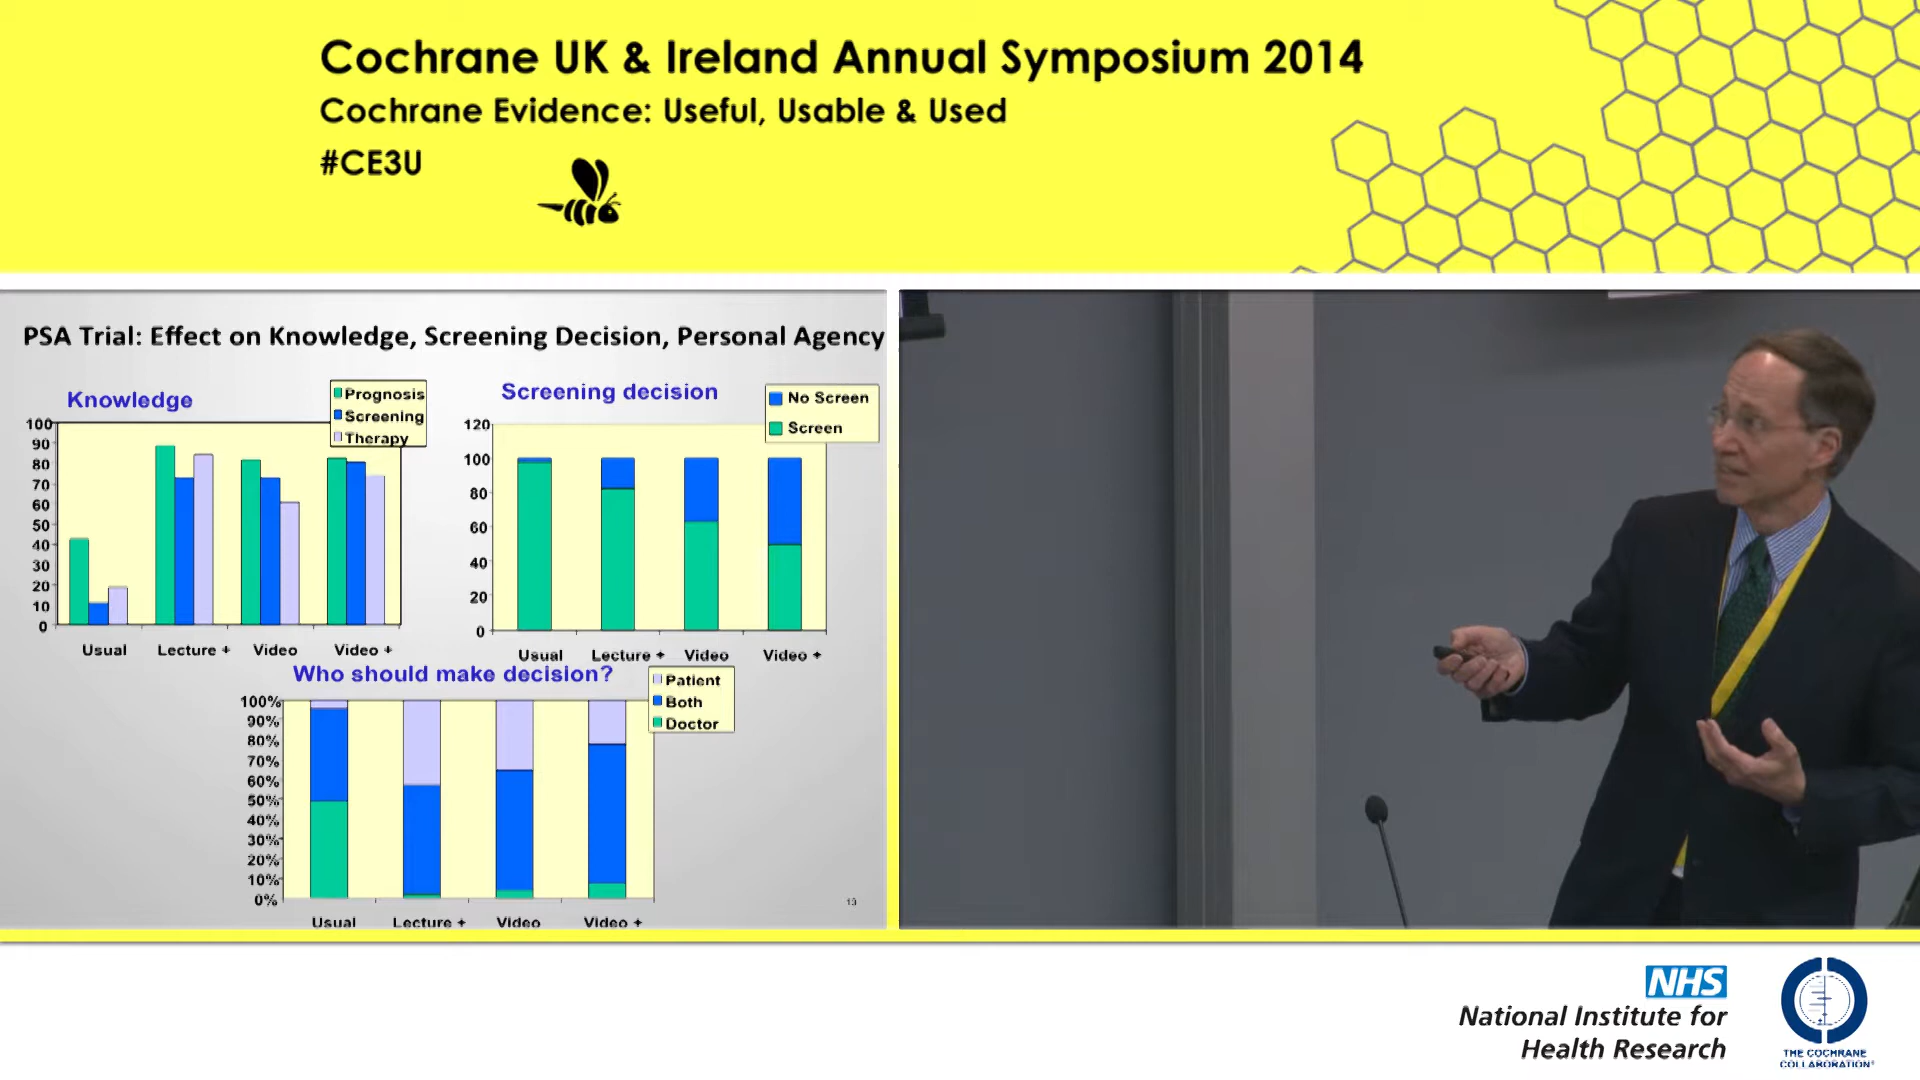 Cochrane UK & Ireland Annual Symposium 2014
Cochrane Evidence: Useful, Usable & Used
#CE3U
PSA Trial: Effect on Knowledge, Screening Decision, Personal Agency
Knowledge
Prognosis
Screening
Therapy
100
90
80
70
60
50
40
30
20
10
0
Usual Lecture + Video Video +
Screening decision
No Screen
Screen
120
100
80
60
40
20
0
Usual Lecture + Video Video +
Who should make decision?
Patient
Both
Doctor
100%
90%
80%
70%
60%
50%
40%
30%
20%
10%
0%
Usual Lecture + Video Video +
13
NHS
National Institute for
Health Research
THE COCHRANE
COLLABORATION®